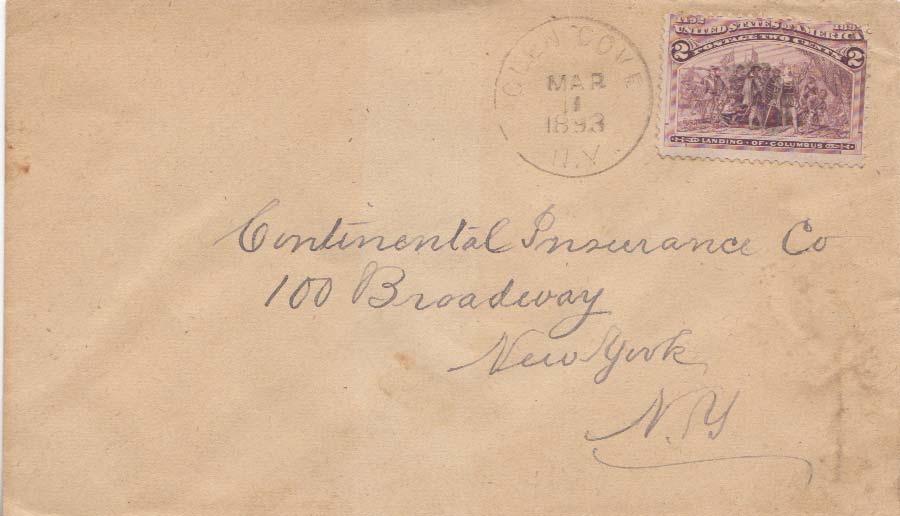 GLEN COVE
MAR
11
1893
N.Y.
1492 1892
UNITED STATES OF AMERICA
POSTAGE TWO CENTS
2 2
LANDING · OF · COLUMBUS
Continental Insurance Co
100 Broadway
New York
N.Y